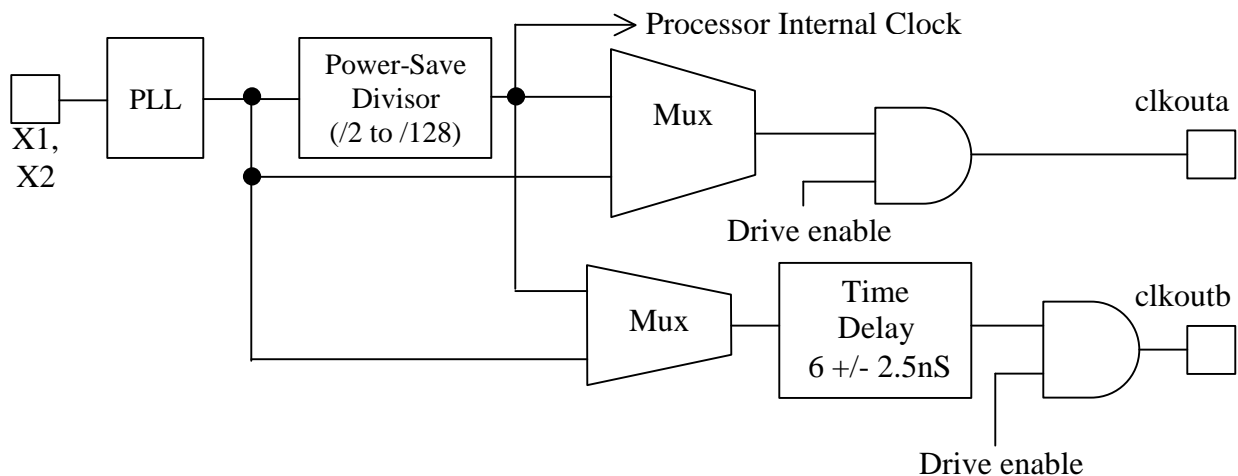 Processor Internal Clock
X1,
X2
PLL
Power-Save
Divisor
(/2 to /128)
Mux
Drive enable
clkouta
Mux
Time
Delay
6 +/- 2.5nS
Drive enable
clkoutb